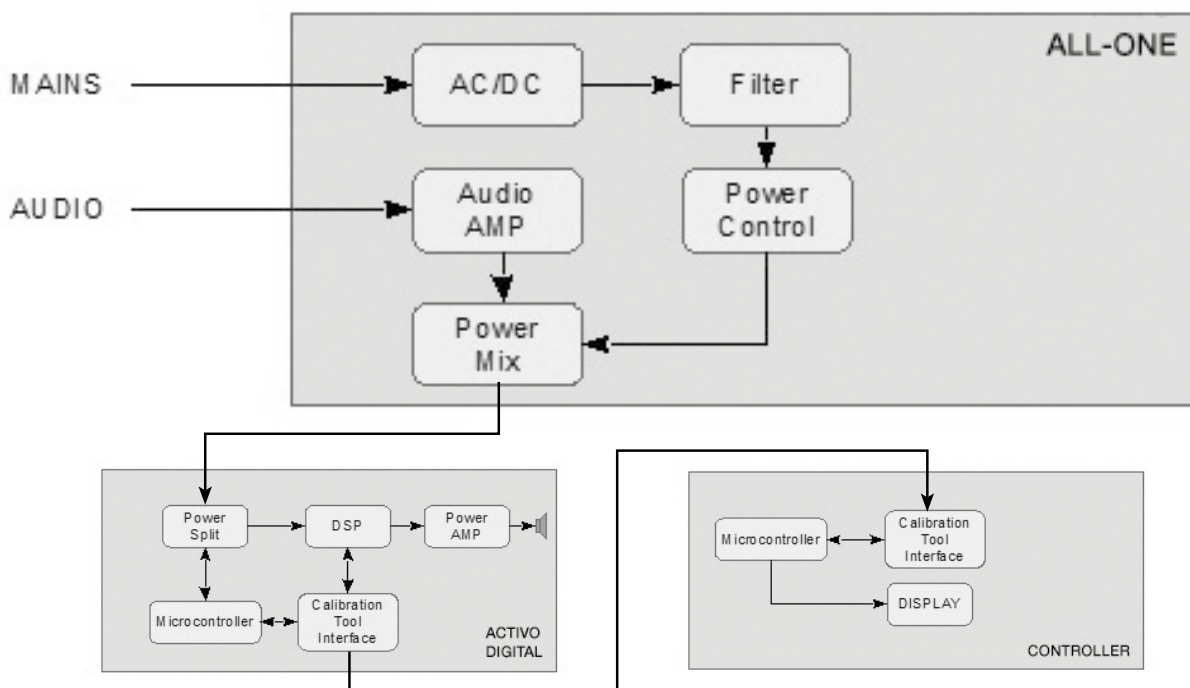 ALL-ONE
MAINS
AC/DC
Filter
AUDIO
Audio
AMP
Power
Control
Power
Mix
Power
Split
DSP
Power
AMP
Microcontroller
Calibration
Tool
Interface
ACTIVO
DIGITAL
Microcontroller
Calibration
Tool
Interface
DISPLAY
CONTROLLER